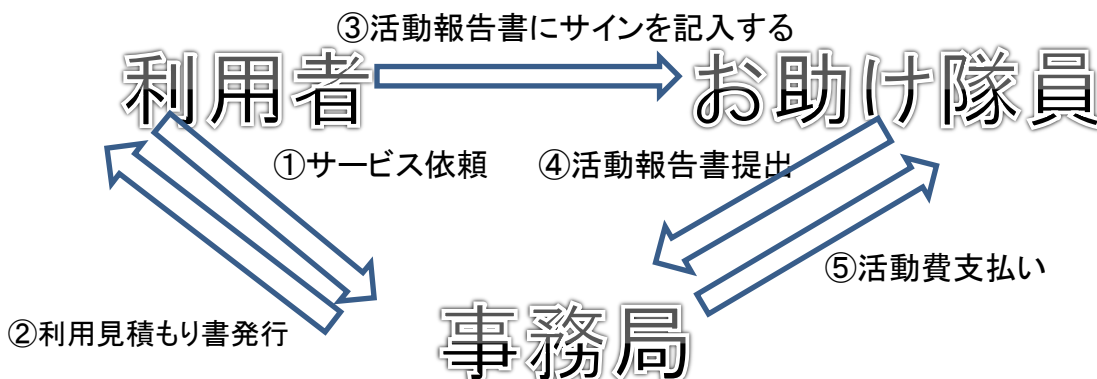 ③活動報告書にサインを記入する
利用者
お助け隊員
①サービス依頼
④活動報告書提出
⑤活動費支払い
②利用見積もり書発行
事務局